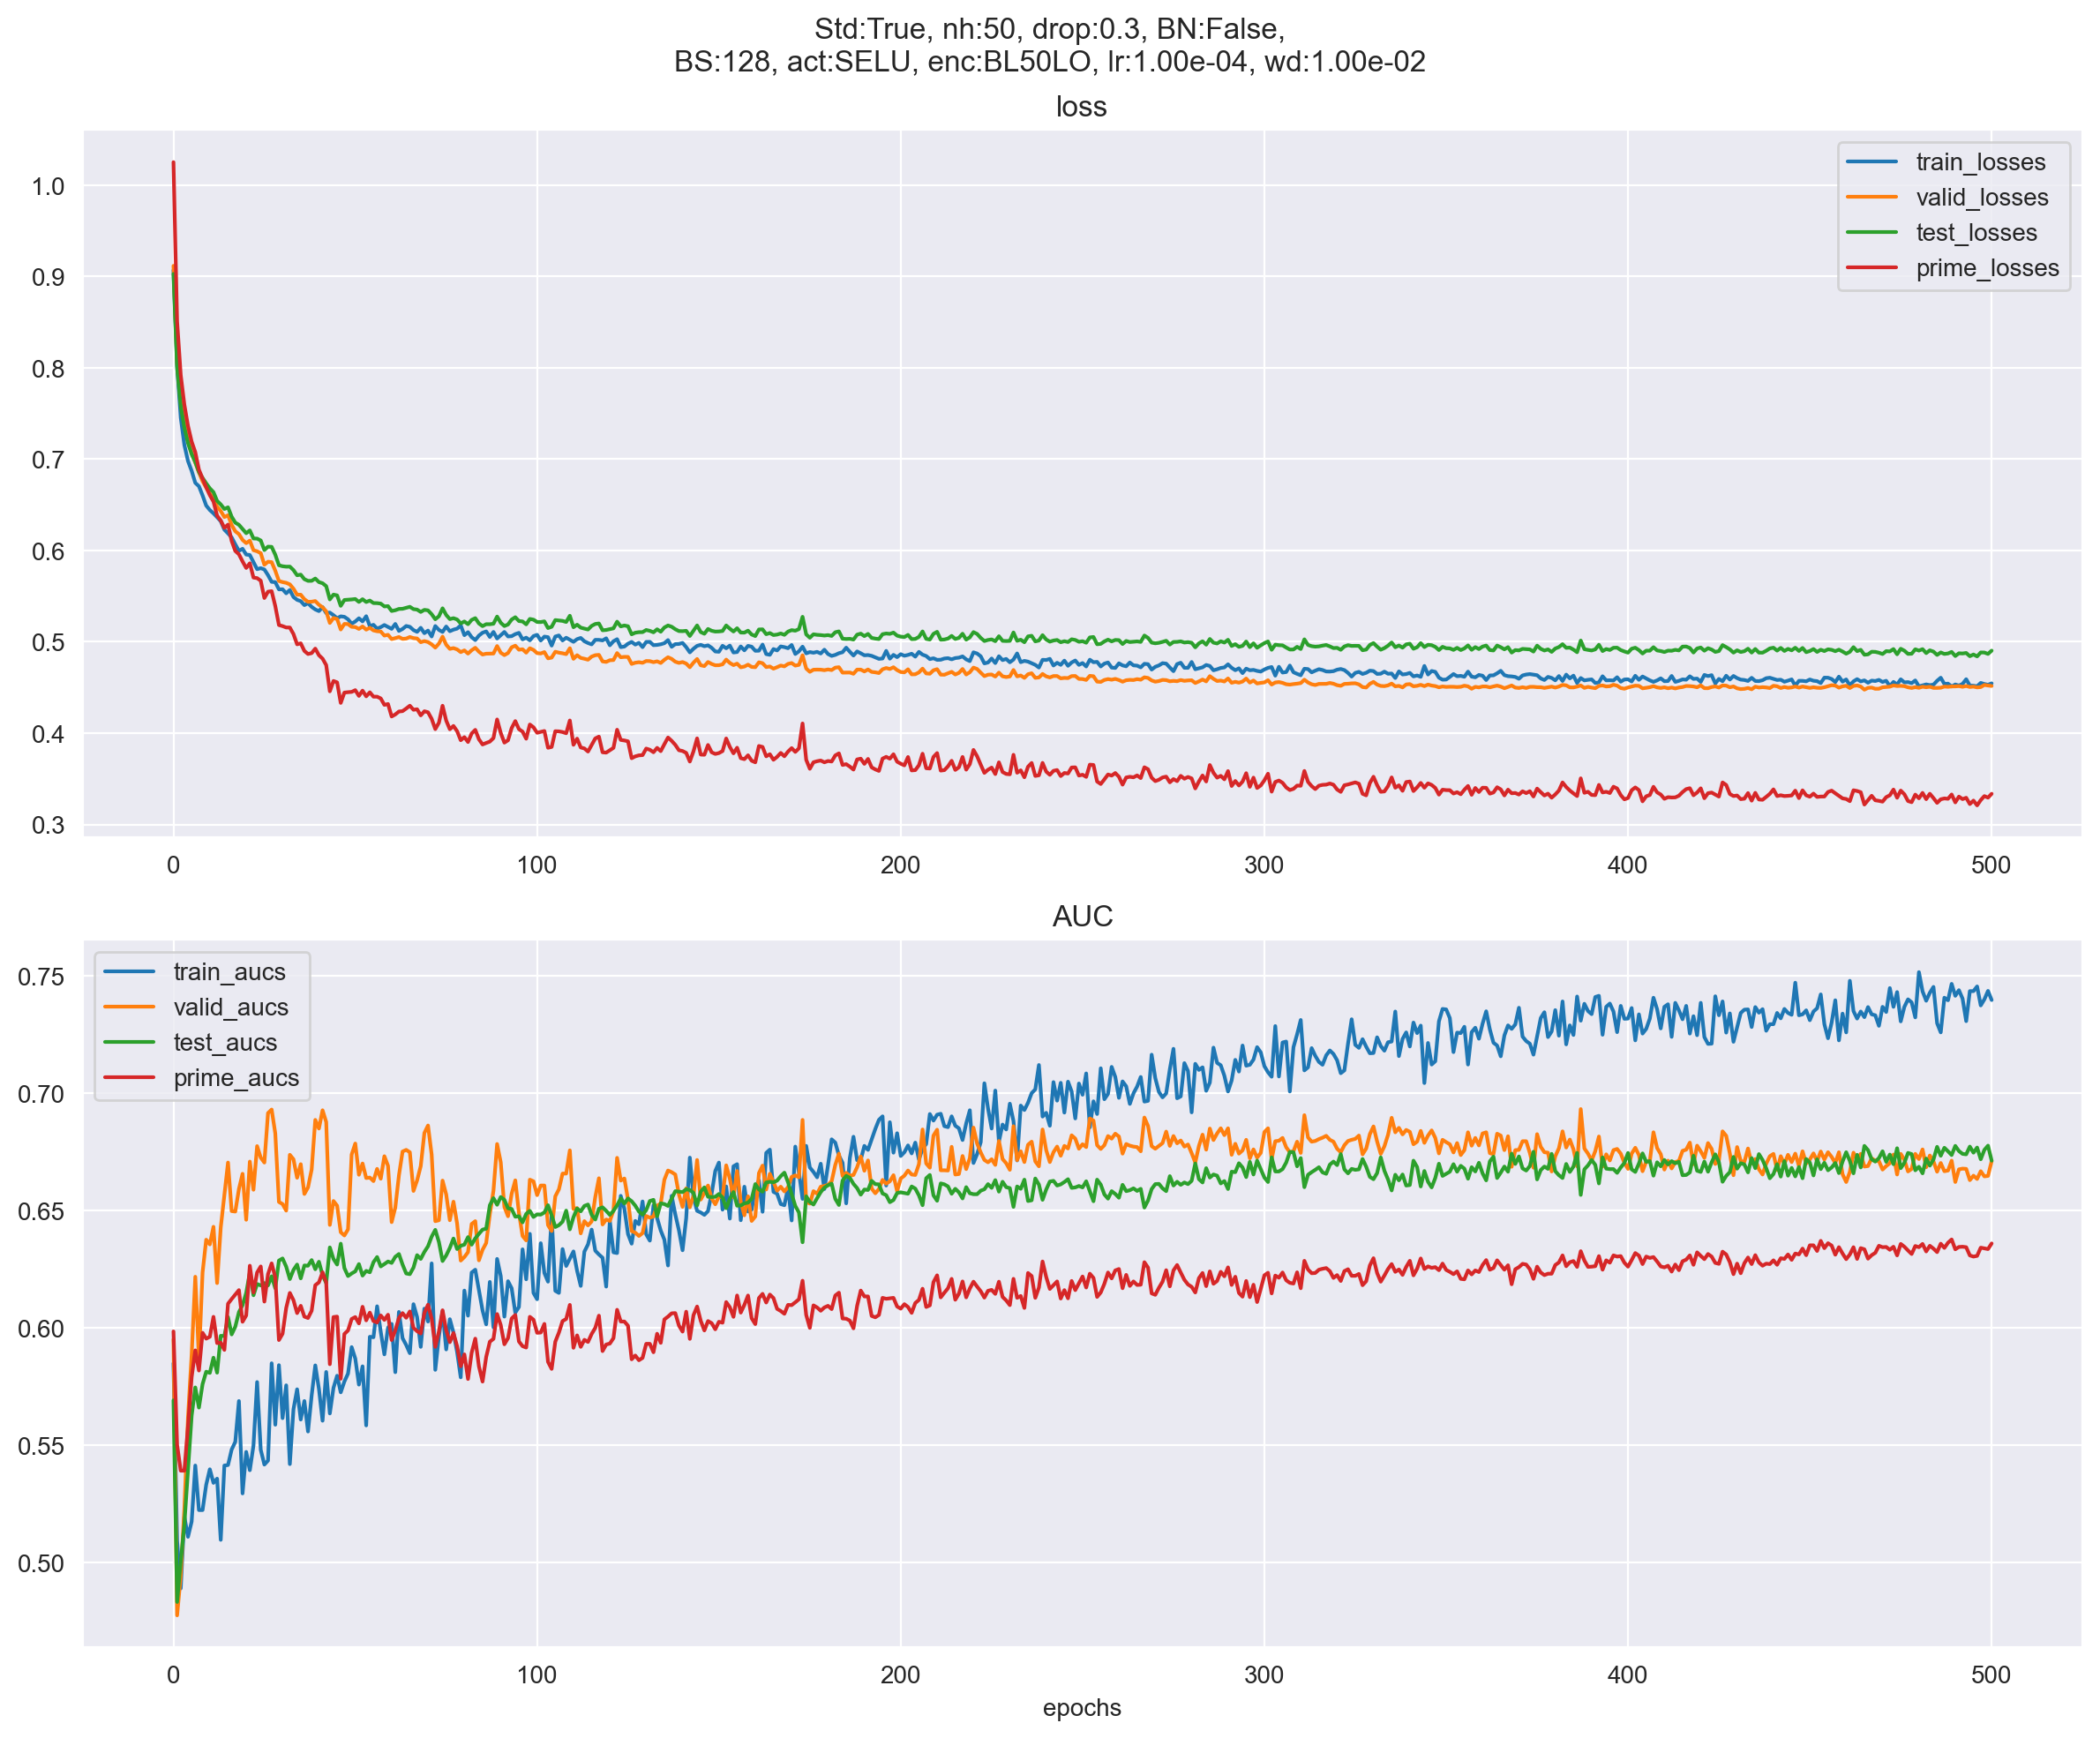 Std:True, nh:50, drop:0.3, BN:False,
BS:128, act:SELU, enc:BL50LO, lr:1.00e-04, wd:1.00e-02
loss
1.0
0.9
0.8
0.7
0.6
0.5
0.4
0.3
train_losses
valid_losses
test_losses
prime_losses
0 100 200 300 400 500
AUC
0.75
0.70
0.65
0.60
0.55
0.50
train_aucs
valid_aucs
test_aucs
prime_aucs
0 100 200 300 400 500
epochs